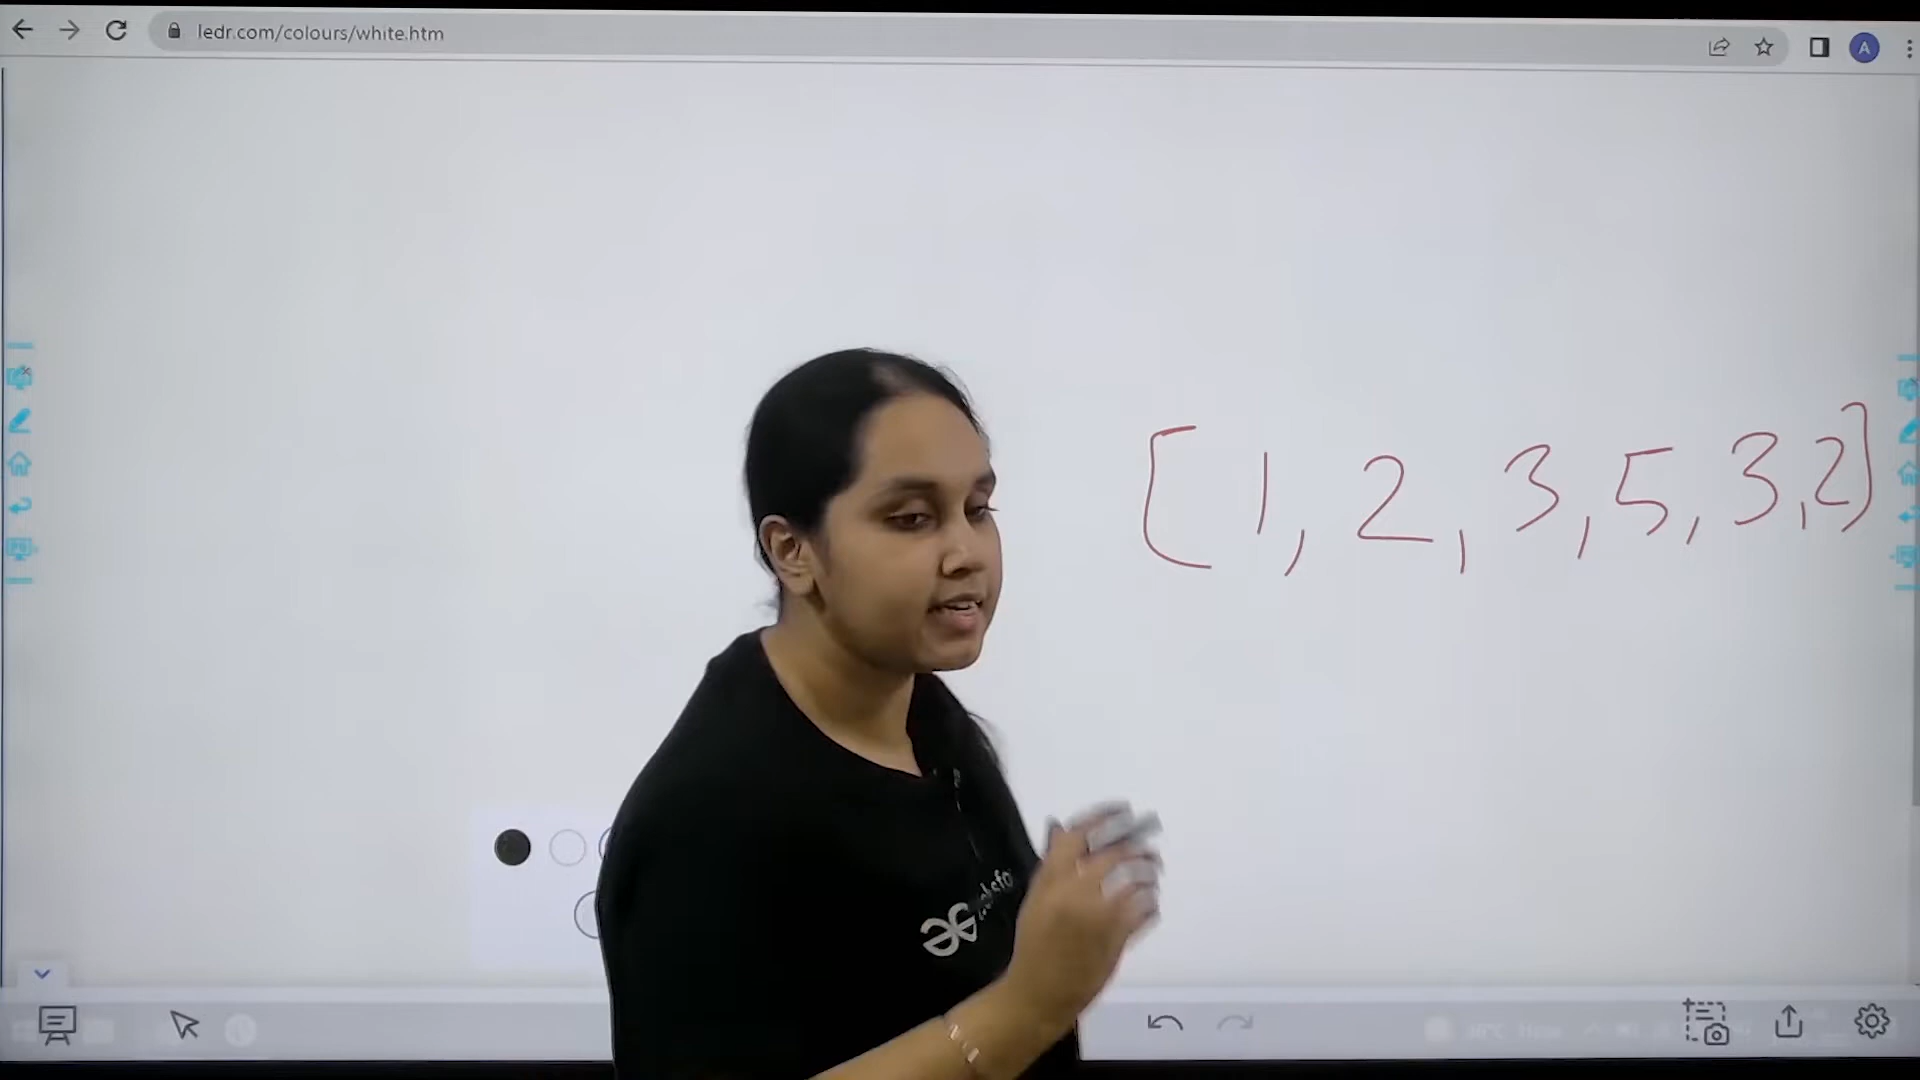 ledr.com/colours/white.htm
A
[ 1, 2, 3, 5, 3, 2]